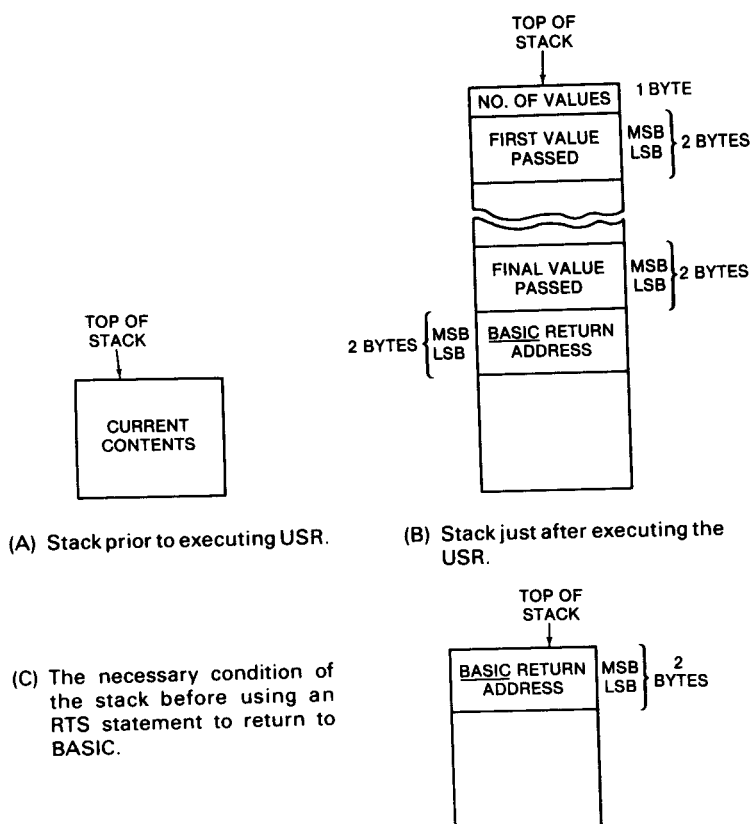 TOP OF
STACK
NO. OF VALUES
1 BYTE
FIRST VALUE
PASSED
MSB
LSB
2 BYTES
FINAL VALUE
PASSED
MSB
LSB
2 BYTES
2 BYTES
MSB
LSB
BASIC RETURN
ADDRESS
TOP OF
STACK
CURRENT
CONTENTS
(A) Stack prior to executing USR.
(B) Stack just after executing the
USR.
(C) The necessary condition of
the stack before using an
RTS statement to return to
BASIC.
TOP OF
STACK
BASIC RETURN
ADDRESS
MSB
LSB
2
BYTES